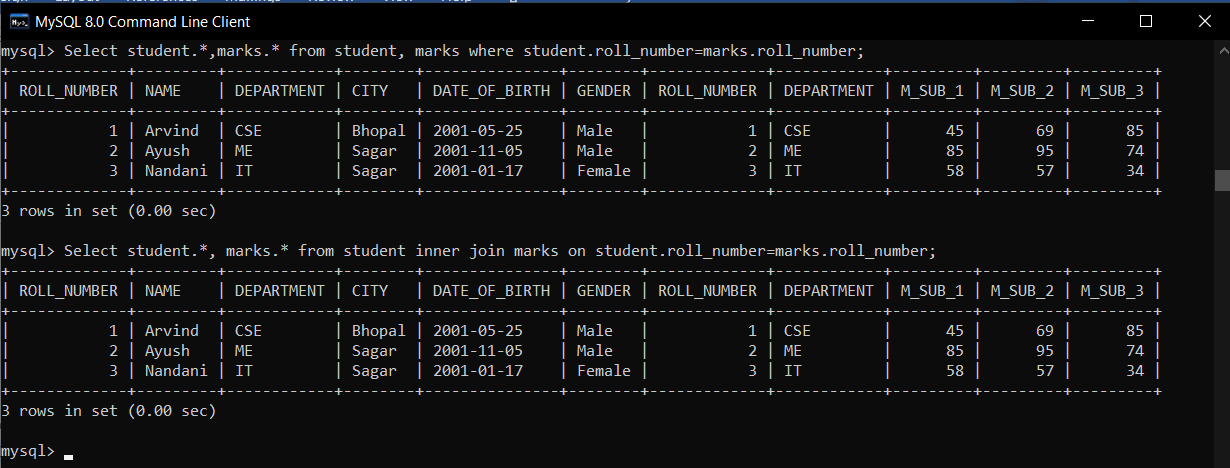 MySQL 8.0 Command Line Client
mysql> Select student.*,marks.* from student, marks where student.roll_number=marks.roll_number;
+-------------+---------+------------+--------+---------------+--------+-------------+------------+---------+---------+---------+
| ROLL_NUMBER | NAME    | DEPARTMENT | CITY   | DATE_OF_BIRTH | GENDER | ROLL_NUMBER | DEPARTMENT | M_SUB_1 | M_SUB_2 | M_SUB_3 |
+-------------+---------+------------+--------+---------------+--------+-------------+------------+---------+---------+---------+
|           1 | Arvind  | CSE        | Bhopal | 2001-05-25    | Male   |           1 | CSE        |      45 |      69 |      85 |
|           2 | Ayush   | ME         | Sagar  | 2001-11-05    | Male   |           2 | ME         |      85 |      95 |      74 |
|           3 | Nandani | IT         | Sagar  | 2001-01-17    | Female |           3 | IT         |      58 |      57 |      34 |
+-------------+---------+------------+--------+---------------+--------+-------------+------------+---------+---------+---------+
3 rows in set (0.00 sec)
mysql> Select student.*, marks.* from student inner join marks on student.roll_number=marks.roll_number;
+-------------+---------+------------+--------+---------------+--------+-------------+------------+---------+---------+---------+
| ROLL_NUMBER | NAME    | DEPARTMENT | CITY   | DATE_OF_BIRTH | GENDER | ROLL_NUMBER | DEPARTMENT | M_SUB_1 | M_SUB_2 | M_SUB_3 |
+-------------+---------+------------+--------+---------------+--------+-------------+------------+---------+---------+---------+
|           1 | Arvind  | CSE        | Bhopal | 2001-05-25    | Male   |           1 | CSE        |      45 |      69 |      85 |
|           2 | Ayush   | ME         | Sagar  | 2001-11-05    | Male   |           2 | ME         |      85 |      95 |      74 |
|           3 | Nandani | IT         | Sagar  | 2001-01-17    | Female |           3 | IT         |      58 |      57 |      34 |
+-------------+---------+------------+--------+---------------+--------+-------------+------------+---------+---------+---------+
3 rows in set (0.00 sec)
mysql>